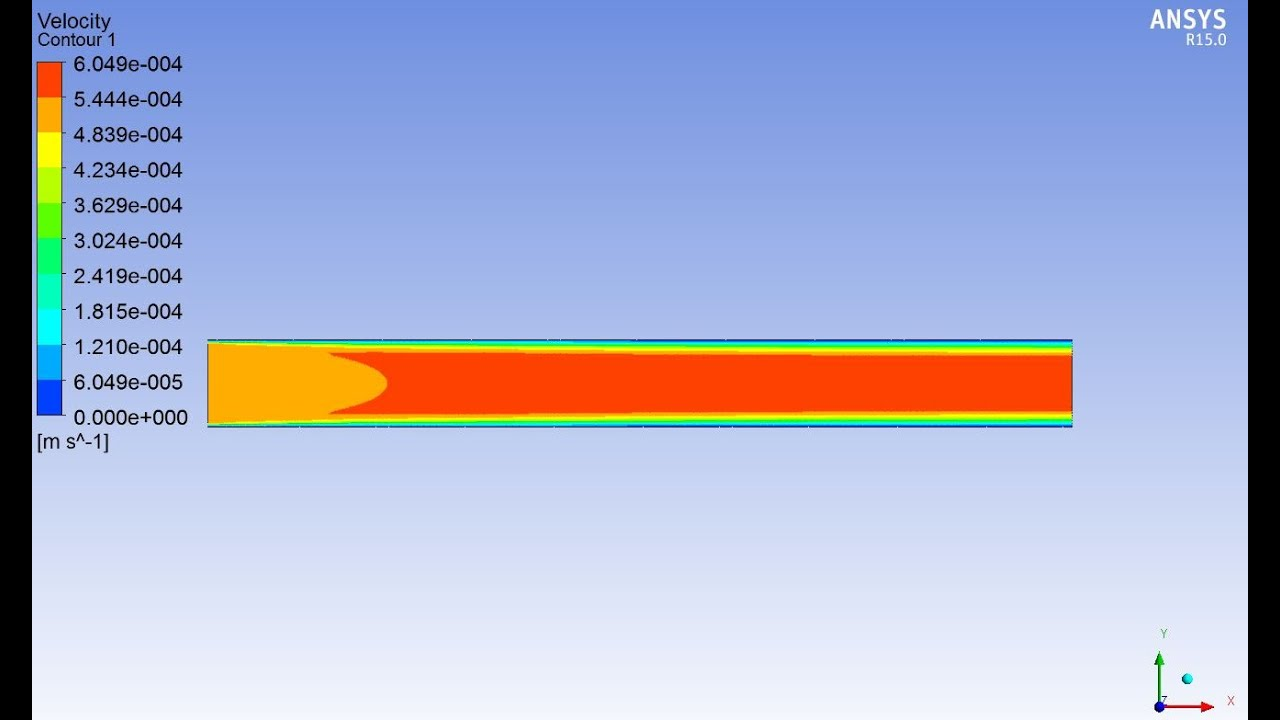 Velocity
Contour 1
6.049e-004
5.444e-004
4.839e-004
4.234e-004
3.629e-004
3.024e-004
2.419e-004
1.815e-004
1.210e-004
6.049e-005
0.000e+000
[m s^-1]
ANSYS
R15.0
Y
Z
X